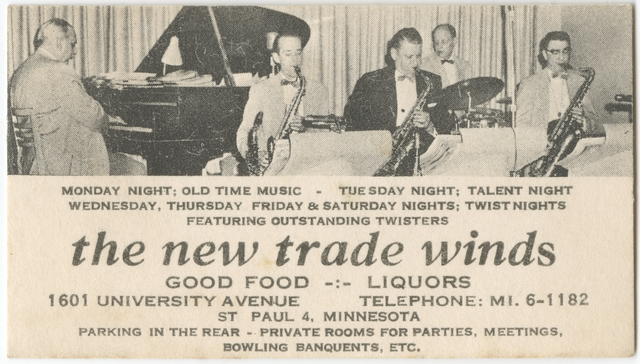 MONDAY NIGHT; OLD TIME MUSIC - TUESDAY NIGHT; TALENT NIGHT
WEDNESDAY, THURSDAY FRIDAY & SATURDAY NIGHTS; TWIST NIGHTS
FEATURING OUTSTANDING TWISTERS
the new trade winds
GOOD FOOD -:- LIQUORS
1601 UNIVERSITY AVENUE TELEPHONE: MI. 6-1182
ST PAUL 4, MINNESOTA
PARKING IN THE REAR - PRIVATE ROOMS FOR PARTIES, MEETINGS,
BOWLING BANQUENTS, ETC.